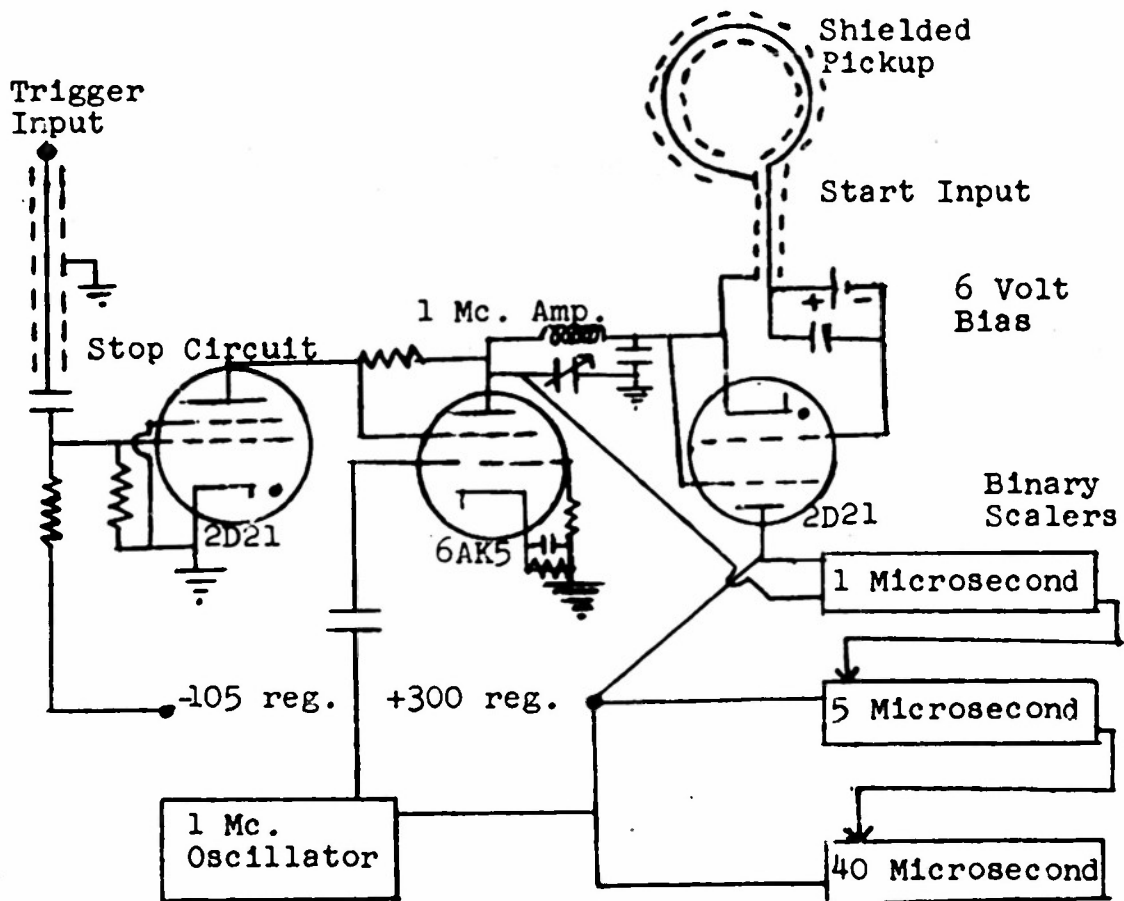 Shielded
Pickup
Trigger
Input
Start Input
+ -
6 Volt
Bias
1 Mc. Amp.
Stop Circuit
2D21
6AK5
2D21
Binary
Scalers
1 Microsecond
-105 reg.
+300 reg.
5 Microsecond
1 Mc.
Oscillator
40 Microsecond